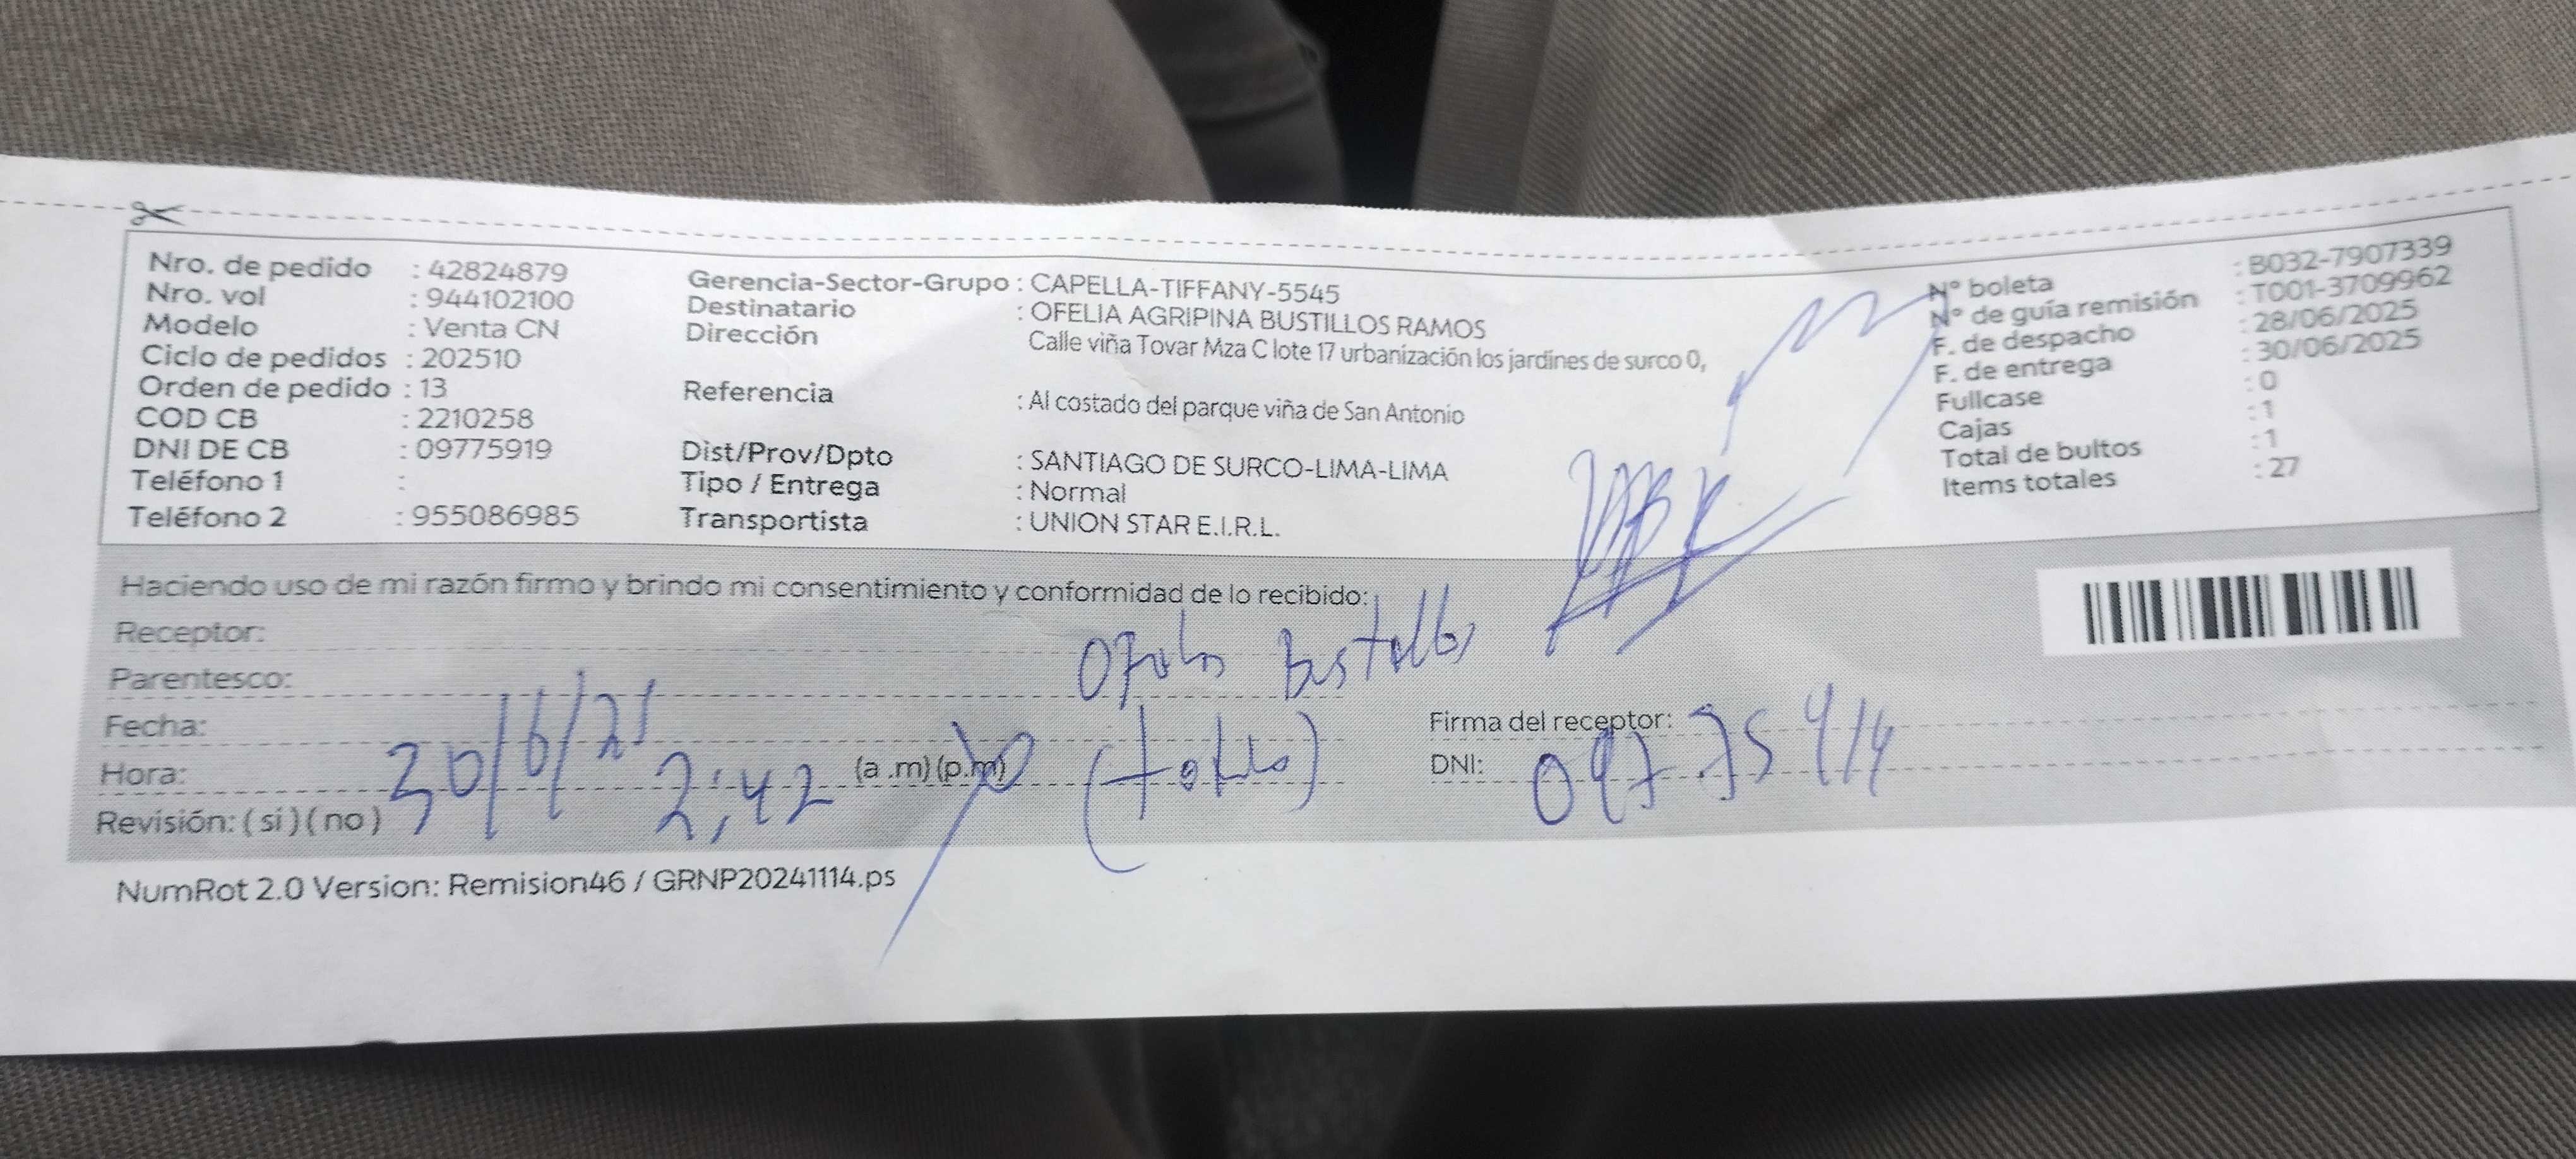 Nro. de pedido : 42824879
Nro. vol : 944102100
Modelo : Venta CN
Ciclo de pedidos : 202510
Orden de pedido : 13
COD CB : 2210258
DNI DE CB : 09775919
Teléfono 1 :
Teléfono 2 : 955086985
Gerencia-Sector-Grupo : CAPELLA-TIFFANY-5545
Destinatario : OFELIA AGRIPINA BUSTILLOS RAMOS
Dirección Calle viña Tovar Mza C lote 17 urbanización los jardines de surco 0,
Referencia : Al costado del parque viña de San Antonio
Dist/Prov/Dpto : SANTIAGO DE SURCO-LIMA-LIMA
Tipo / Entrega : Normal
Transportista : UNION STAR E.I.R.L.
N° boleta : B032-7907339
N° de guía remisión : T001-3709962
F. de despacho : 28/06/2025
F. de entrega : 30/06/2025
Fullcase : 0
Cajas : 1
Total de bultos : 1
Items totales : 27
Haciendo uso de mi razón firmo y brindo mi consentimiento y conformidad de lo recibido:
Receptor:
Bustillos
Parentesco:
Fecha: 30/6/25
Firma del receptor:
Hora: 2:42 (a .m) (p.m)
DNI:
Revisión: ( si ) ( no )
NumRot 2.0 Version: Remision46 / GRNP20241114.ps